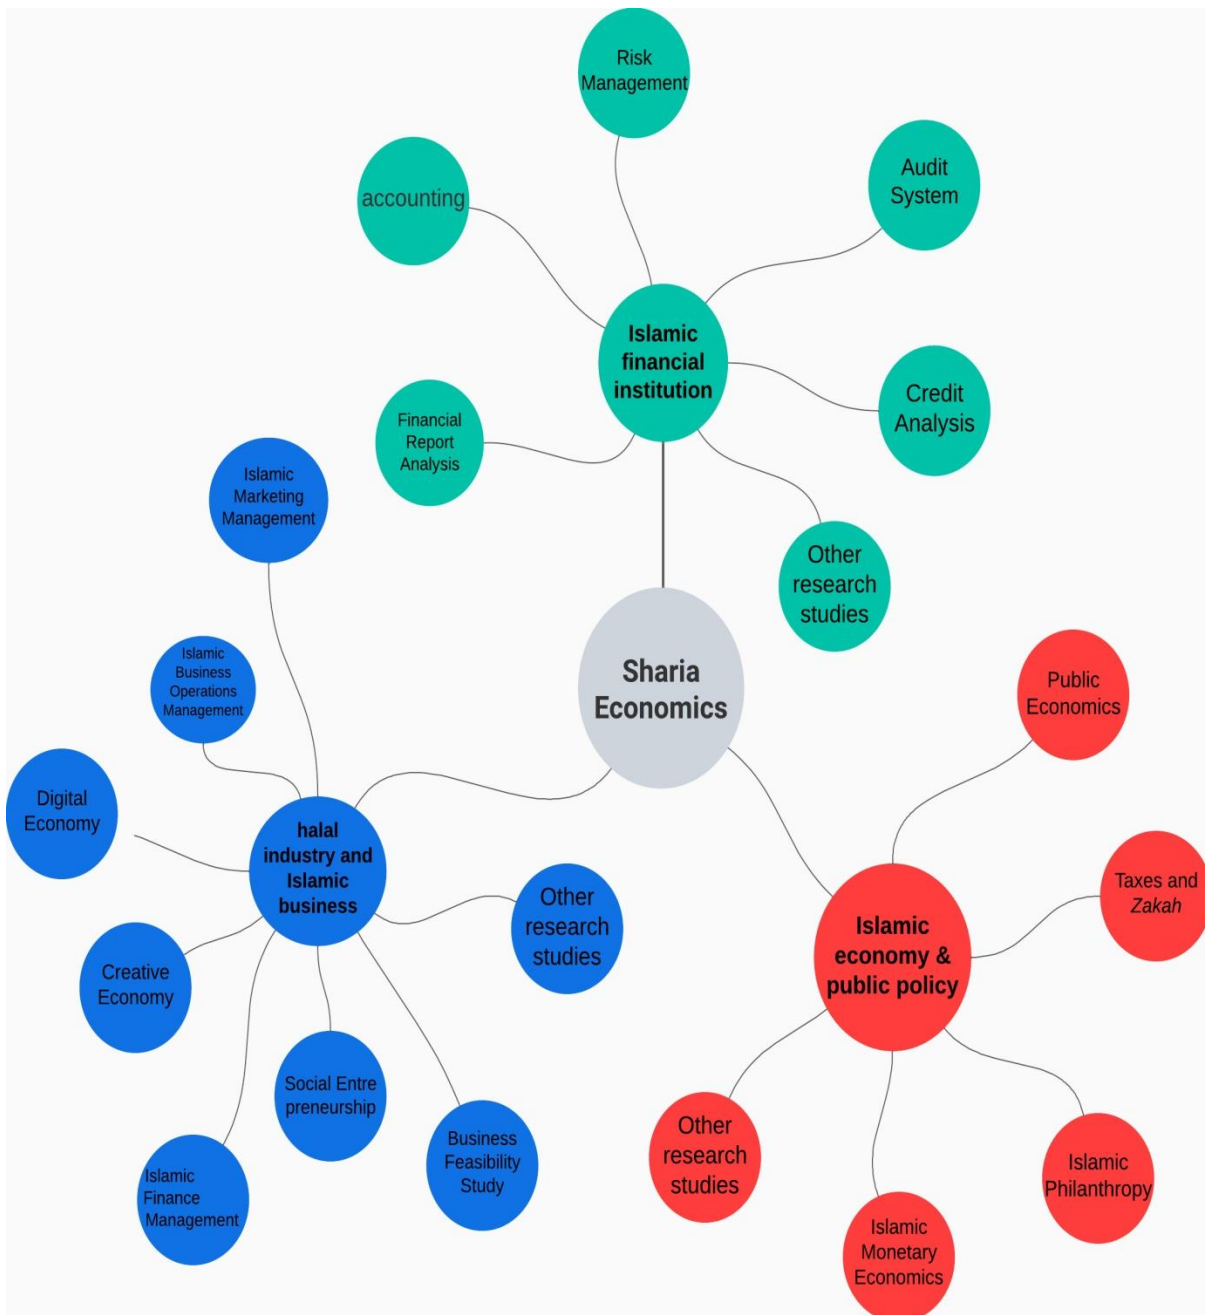 Risk
Management
accounting
Audit
System
Islamic
financial
institution
Credit
Analysis
Financial
Report
Analysis
Other
research
studies
Sharia
Economics
Islamic
Marketing
Management
Islamic
Business
Operations
Management
Digital
Economy
halal
industry and
Islamic
business
Other
research
studies
Creative
Economy
Social Entre
preneurship
Business
Feasibility
Study
Islamic
Finance
Management
Public
Economics
Taxes and
Zakah
Islamic
economy &
public policy
Other
research
studies
Islamic
Philanthropy
Islamic
Monetary
Economics